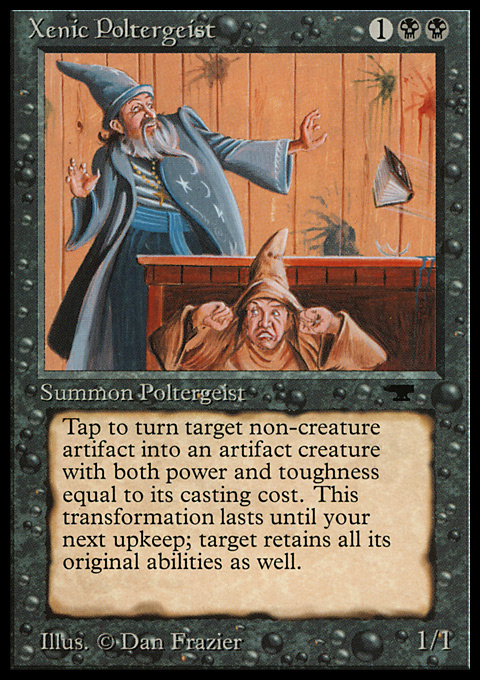 Xenic Poltergeist 1
Summon Poltergeist
Tap to turn target non-creature
artifact into an artifact creature
with both power and toughness
equal to its casting cost. This
transformation lasts until your
next upkeep; target retains all its
original abilities as well.
Illus. © Dan Frazier 1/1